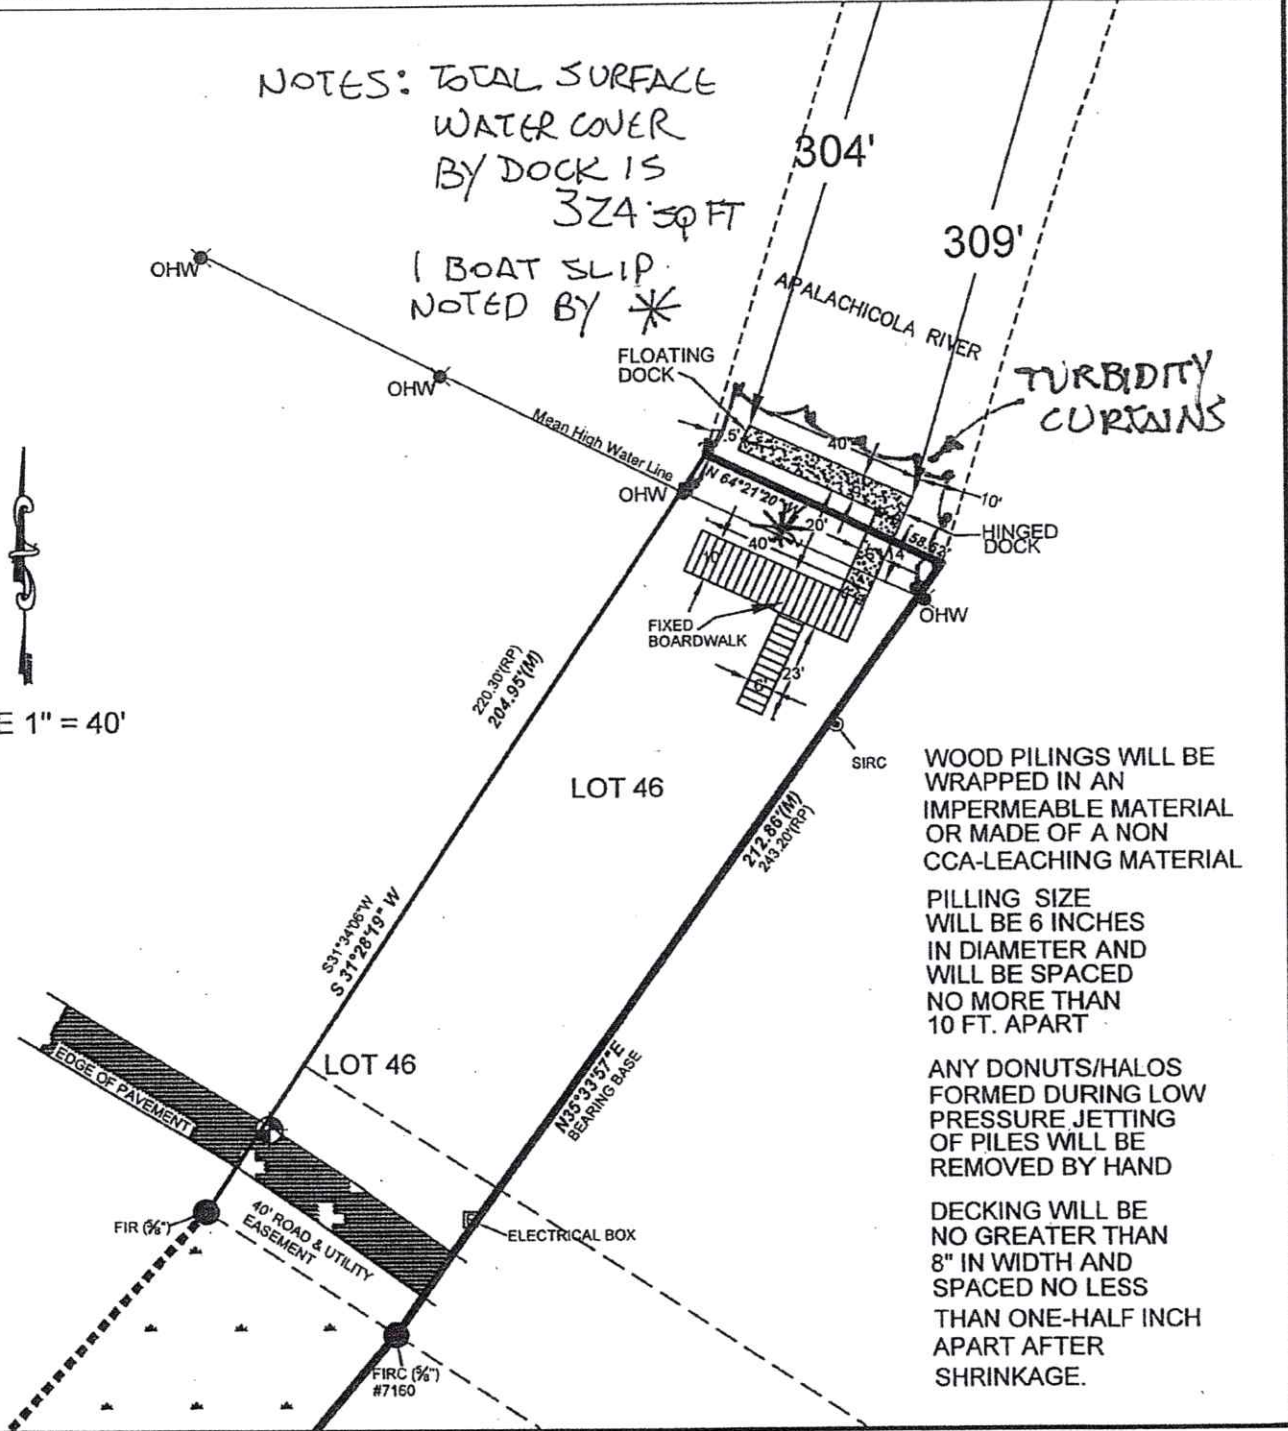 NOTES: TOTAL SURFACE
WATER COVER
BY DOCK IS
324 SQ FT
1 BOAT SLIP
NOTED BY *
304'
309'
APALACHICOLA RIVER
OHW
OHW
FLOATING
DOCK
TURBIDITY
CURTAINS
Mean High Water Line
OHW
5'
40'
10'
N 64°21'20" W
HINGED
DOCK
58.62'
20'
40'
10'
6'
4'
OHW
FIXED
BOARDWALK
23'
6'
E 1" = 40'
220.30'(RP)
204.95'(M)
SIRC
LOT 46
212.86'(M)
243.20'(RP)
WOOD PILINGS WILL BE
WRAPPED IN AN
IMPERMEABLE MATERIAL
OR MADE OF A NON
CCA-LEACHING MATERIAL
PILLING SIZE
WILL BE 6 INCHES
IN DIAMETER AND
WILL BE SPACED
NO MORE THAN
10 FT. APART
S31°34'06"W
S 31°28'19" W
LOT 46
N35°33'57"E
BEARING BASE
ANY DONUTS/HALOS
FORMED DURING LOW
PRESSURE JETTING
OF PILES WILL BE
REMOVED BY HAND
EDGE OF PAVEMENT
FIR (⅝")
40' ROAD & UTILITY
EASEMENT
ELECTRICAL BOX
FIRC (⅝")
#7160
DECKING WILL BE
NO GREATER THAN
8" IN WIDTH AND
SPACED NO LESS
THAN ONE-HALF INCH
APART AFTER
SHRINKAGE.